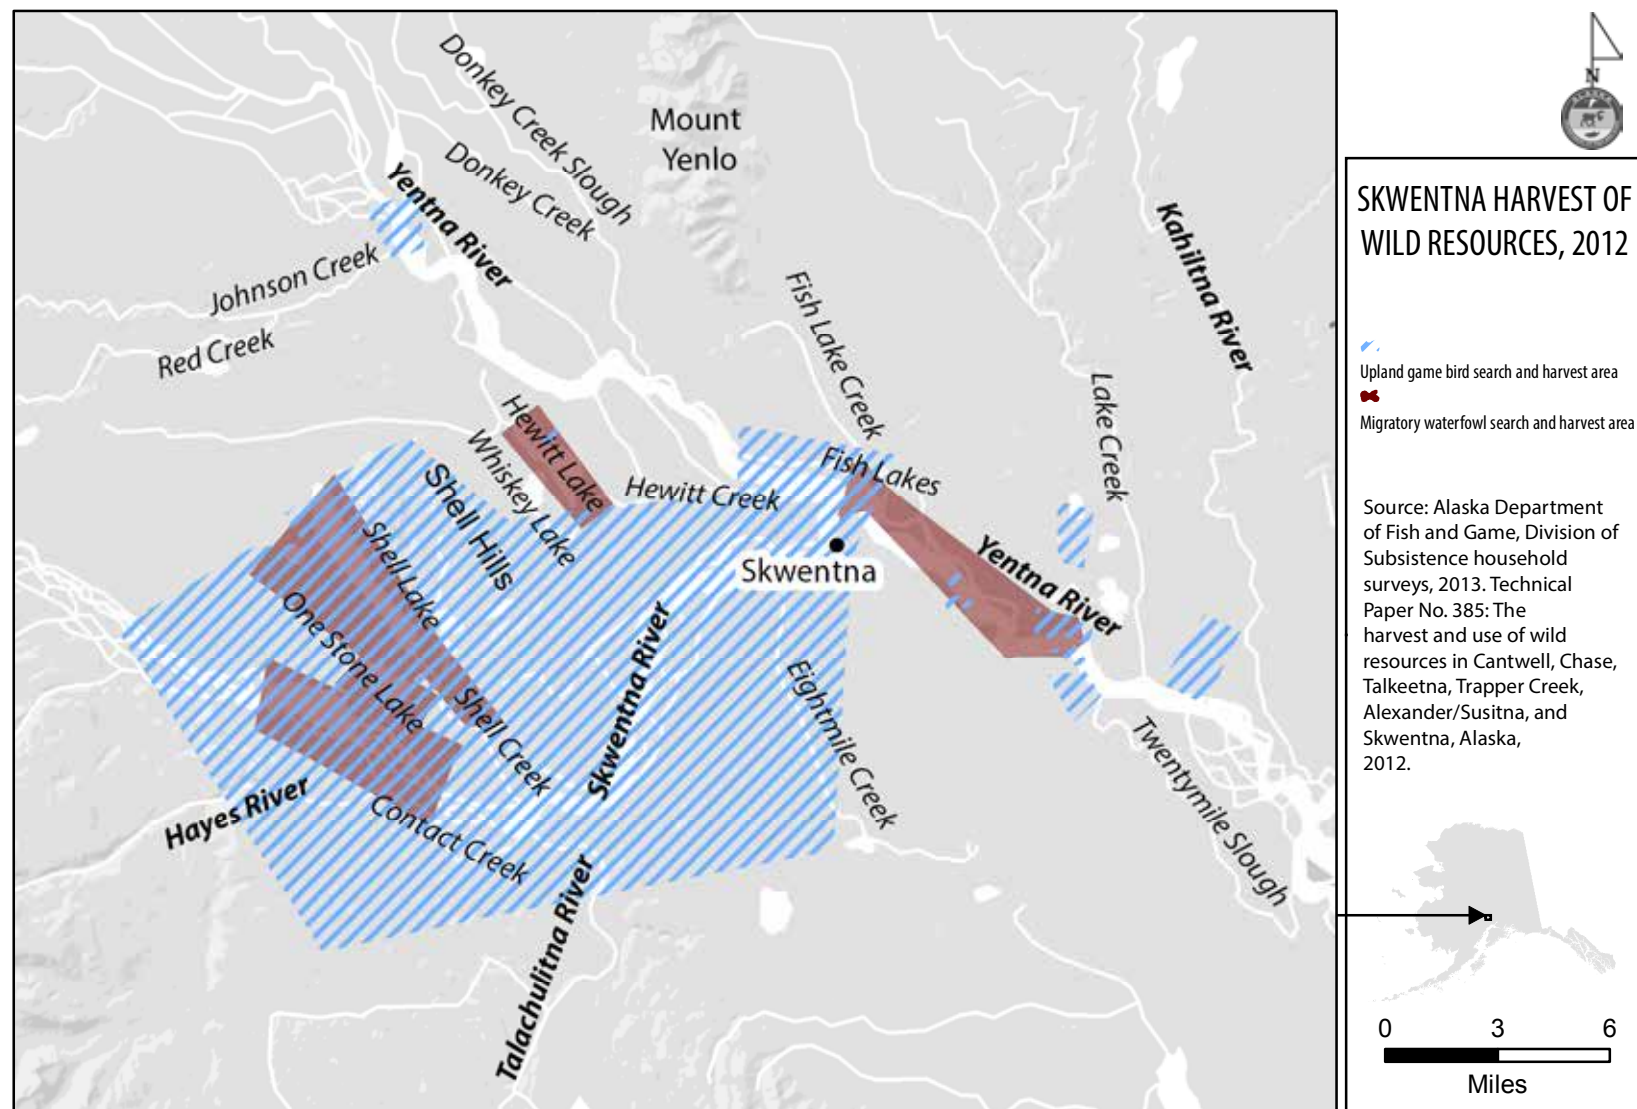 Donkey Creek Slough
Mount
Yenlo
Donkey Creek
Yentna River
Johnson Creek
Red Creek
Kahiltna River
Fish Lake Creek
Lake Creek
Hewitt Lake
Whiskey Lake
Hewitt Creek
Fish Lakes
Shell Hills
Shell Lake
Skwentna
Yentna River
One Stone Lake
Skwentna River
Shell Creek
Eightmile Creek
Twentymile Slough
Hayes River
Contact Creek
Talachulitna River
N
ALASKA
SKWENTNA HARVEST OF
WILD RESOURCES, 2012
Upland game bird search and harvest area
Migratory waterfowl search and harvest area
Source: Alaska Department
of Fish and Game, Division of
Subsistence household
surveys, 2013. Technical
Paper No. 385: The
harvest and use of wild
resources in Cantwell, Chase,
Talkeetna, Trapper Creek,
Alexander/Susitna, and
Skwentna, Alaska,
2012.
0 3 6
Miles